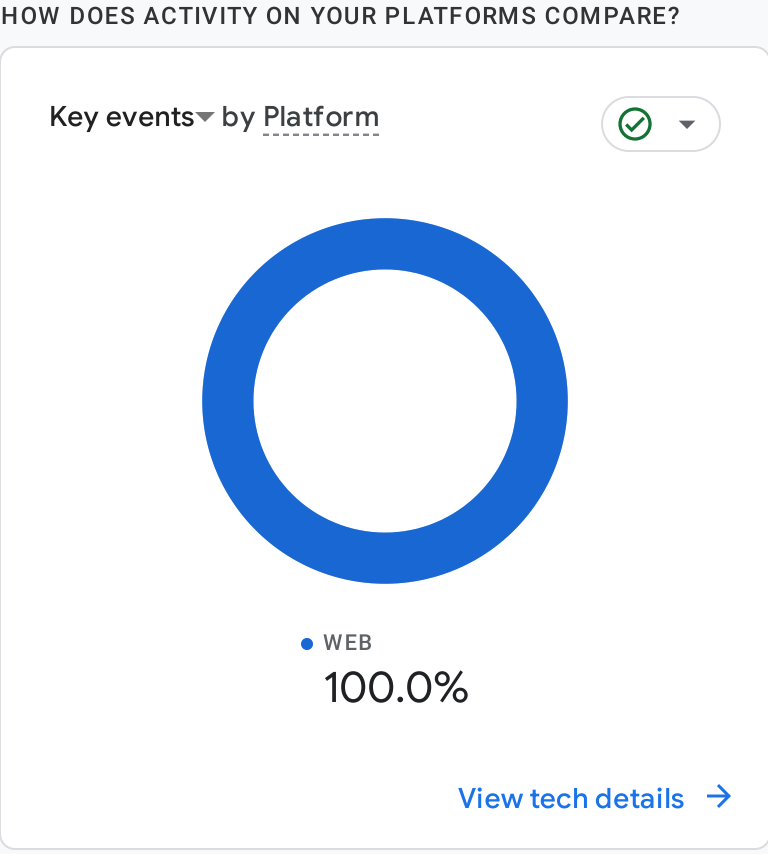 HOW DOES ACTIVITY ON YOUR PLATFORMS COMPARE?
Key events by Platform
WEB
100.0%
View tech details